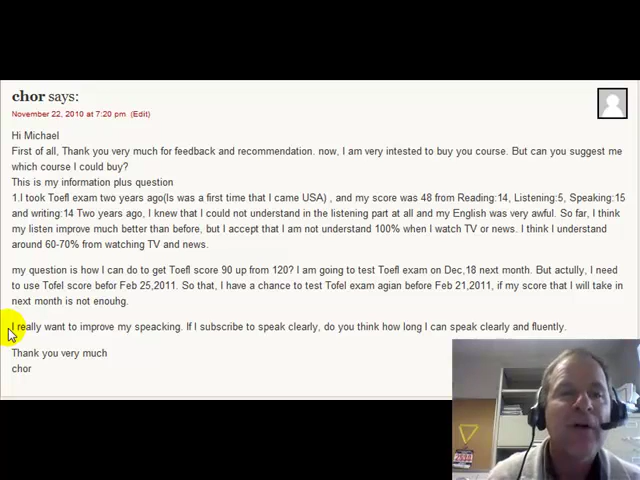 chor says:
November 22, 2010 at 7:20 pm (Edit)
Hi Michael
First of all, Thank you very much for feedback and recommendation. now, I am very intested to buy you course. But can you suggest me
which course I could buy?
This is my information plus question
1.I took Toefl exam two years ago(Is was a first time that I came USA) , and my score was 48 from Reading:14, Listening:5, Speaking:15
and writing:14 Two years ago, I knew that I could not understand in the listening part at all and my English was very awful. So far, I think
my listen improve much better than before, but I accept that I am not understand 100% when I watch TV or news. I think I understand
around 60-70% from watching TV and news.
my question is how I can do to get Toefl score 90 up from 120? I am going to test Toefl exam on Dec,18 next month. But actully, I need
to use Tofel score befor Feb 25,2011. So that, I have a chance to test Tofel exam agian before Feb 21,2011, if my score that I will take in
next month is not enouhg.
I really want to improve my speacking. If I subscribe to speak clearly, do you think how long I can speak clearly and fluently.
Thank you very much
chor